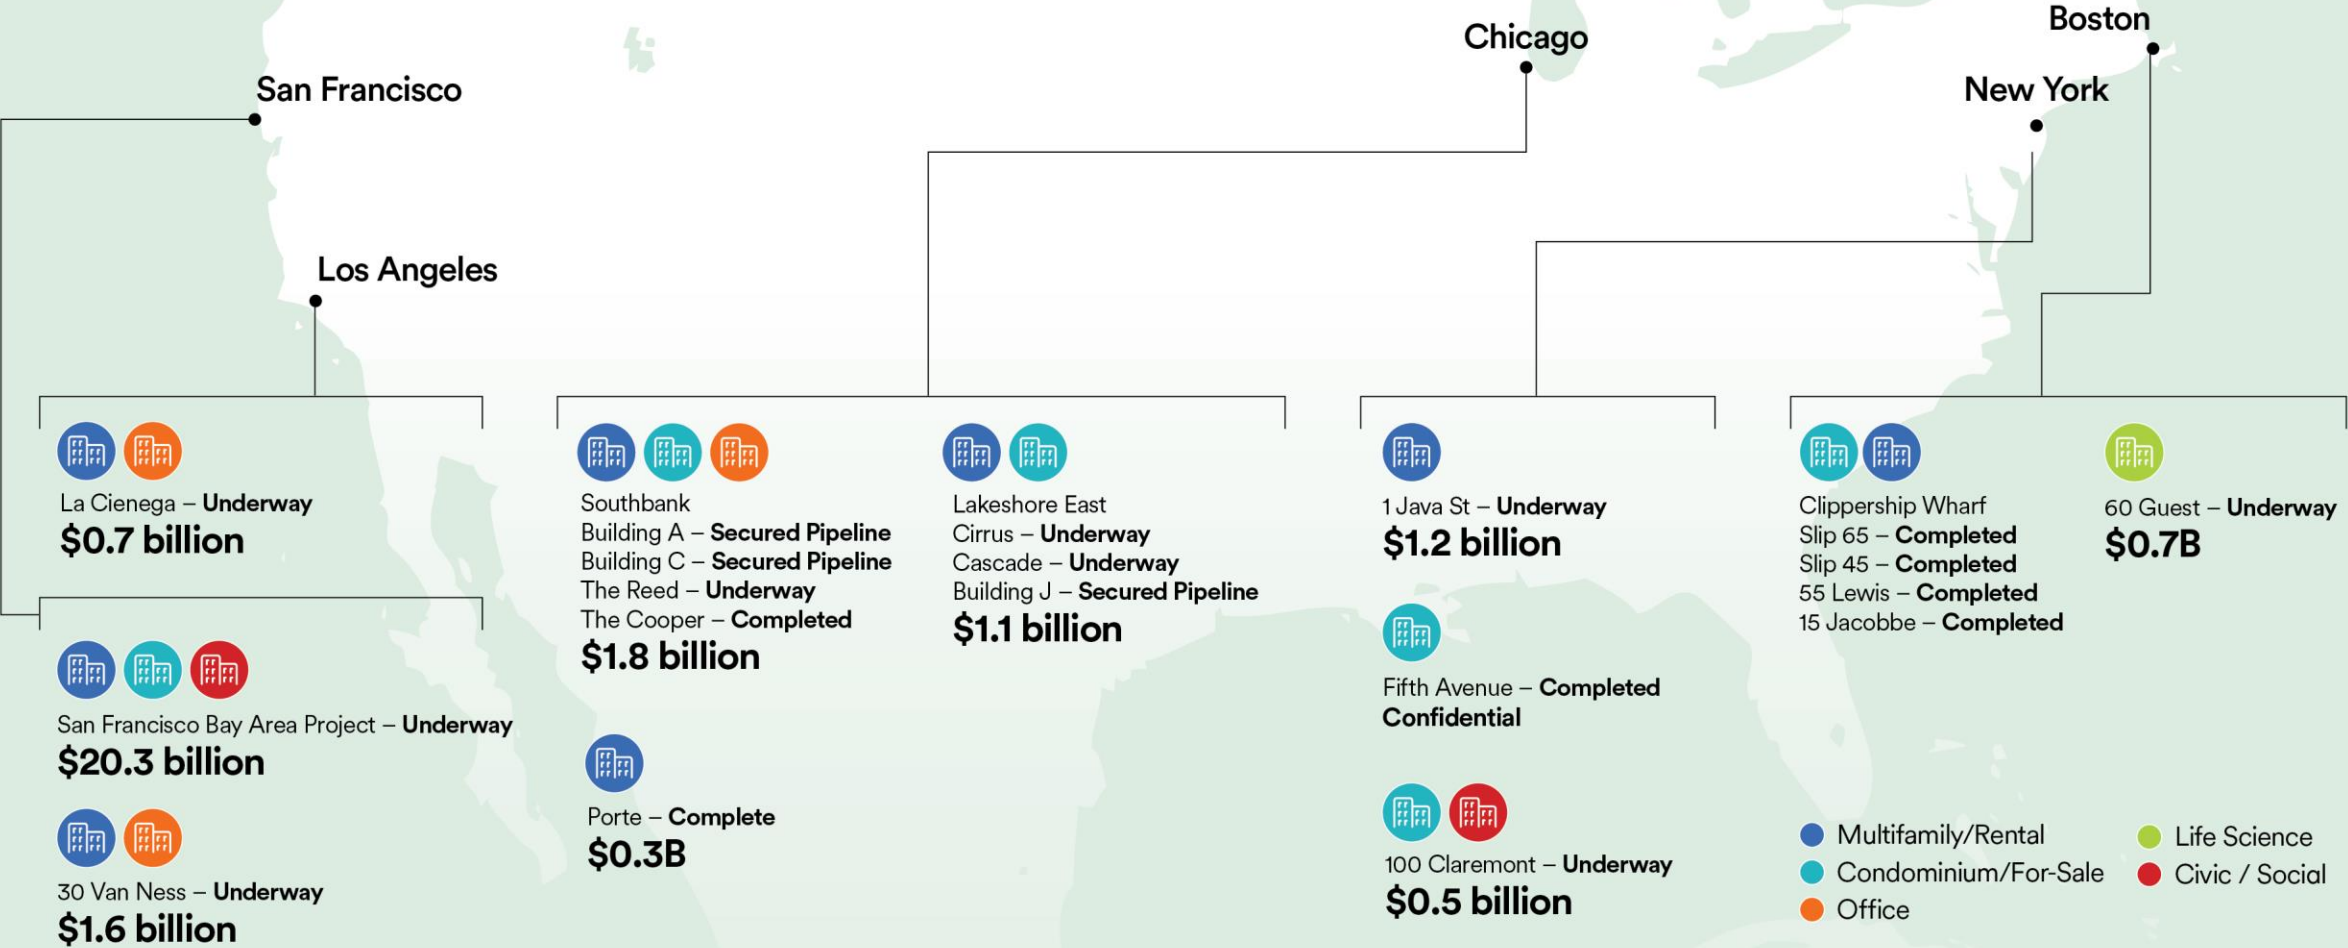 Boston
Chicago
New York
San Francisco
Los Angeles
La Cienega – Underway
$0.7 billion
San Francisco Bay Area Project – Underway
$20.3 billion
30 Van Ness – Underway
$1.6 billion
Southbank
Building A – Secured Pipeline
Building C – Secured Pipeline
The Reed – Underway
The Cooper – Completed
$1.8 billion
Porte – Complete
$0.3B
Lakeshore East
Cirrus – Underway
Cascade – Underway
Building J – Secured Pipeline
$1.1 billion
1 Java St – Underway
$1.2 billion
Fifth Avenue – Completed
Confidential
100 Claremont – Underway
$0.5 billion
Clippership Wharf
Slip 65 – Completed
Slip 45 – Completed
55 Lewis – Completed
15 Jacobbe – Completed
60 Guest – Underway
$0.7B
Multifamily/Rental
Condominium/For-Sale
Office
Life Science
Civic / Social